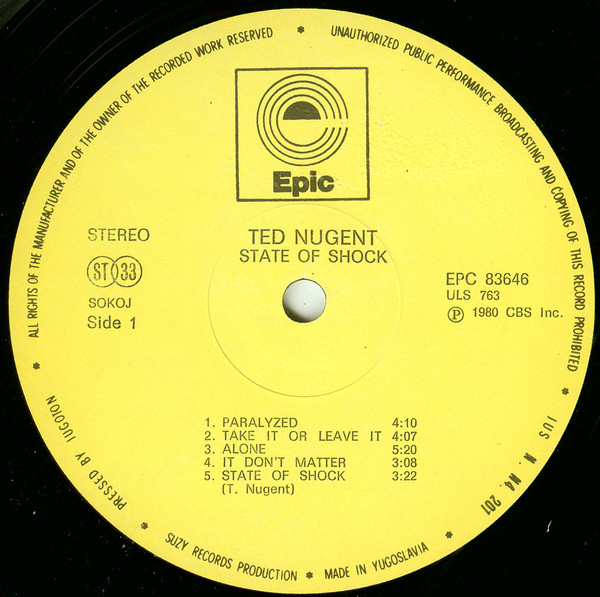 ALL RIGHTS OF THE MANUFACTURER AND OF THE OWNER OF THE RECORDED WORK RESERVED * UNAUTHORIZED PUBLIC PERFORMANCE BROADCASTING AND COPYING OF THIS RECORD PROHIBITED *
Epic
STEREO
ST 33
SOKOJ
Side 1
TED NUGENT
STATE OF SHOCK
EPC 83646
ULS 763
Ⓟ 1980 CBS Inc.
1. PARALYZED 4:10
2. TAKE IT OR LEAVE IT 4:07
3. ALONE 5:20
4. IT DON'T MATTER 3:08
5. STATE OF SHOCK 3:22
(T. Nugent)
PRESSED BY JUGOTON * SUZY RECORDS PRODUCTION * MADE IN YUGOSLAVIA * JUS N. N4. 201